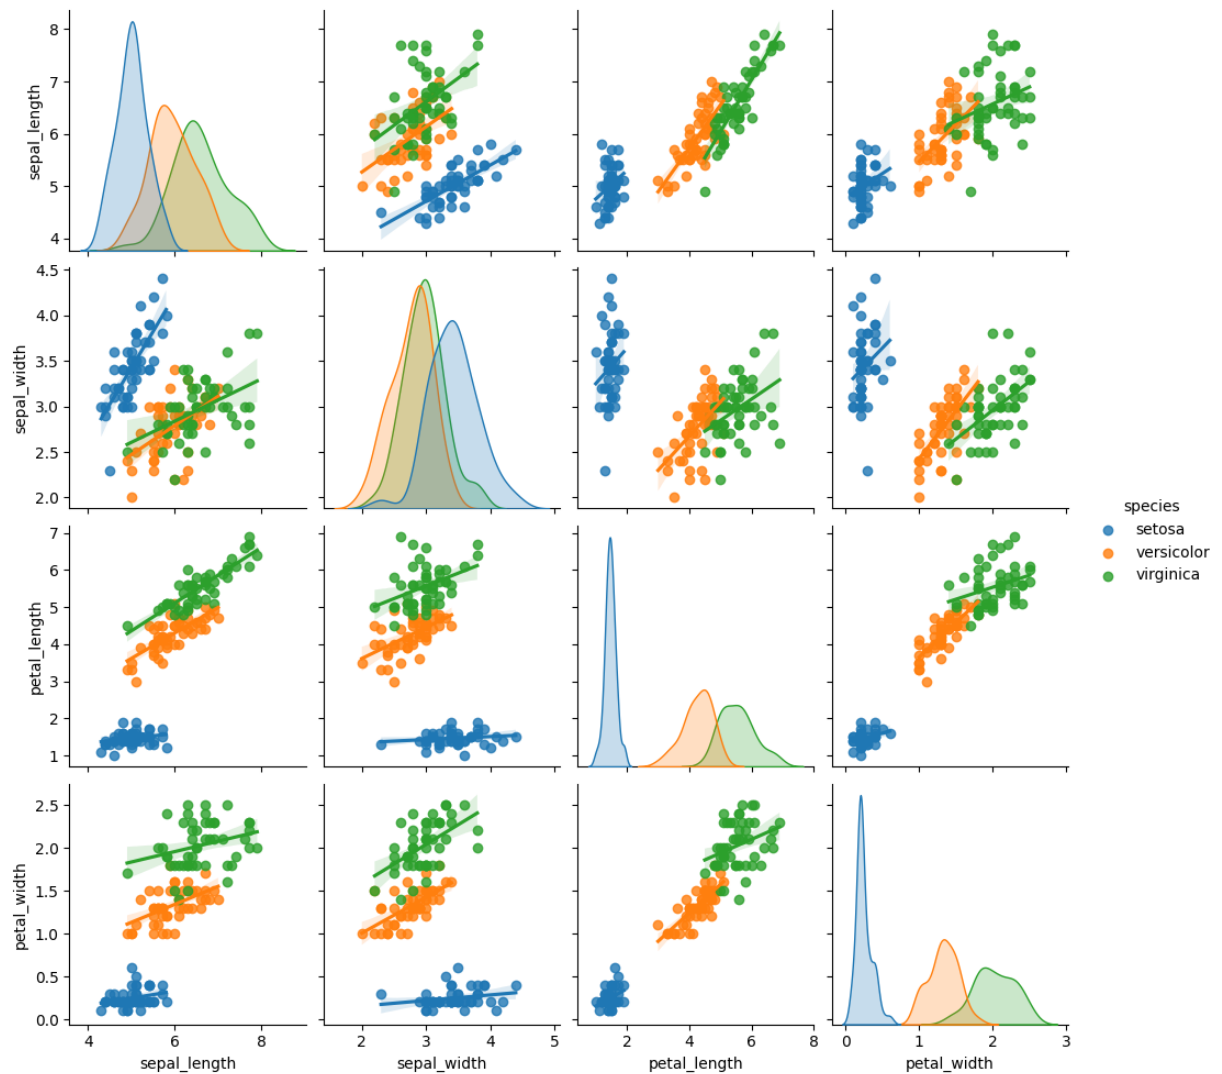 8
7
6
5
4
sepal_length
4.5
4.0
3.5
3.0
2.5
2.0
sepal_width
7
6
5
4
3
2
1
petal_length
2.5
2.0
1.5
1.0
0.5
0.0
petal_width
4 6 8
sepal_length
2 3 4 5
sepal_width
2 4 6 8
petal_length
0 1 2 3
petal_width
species
setosa
versicolor
virginica